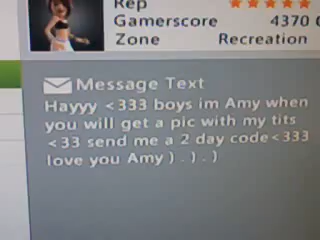 Rep
Gamerscore 4370
Zone Recreation
Message Text
Hayyy <333 boys im Amy when
you will get a pic with my tits
<33 send me a 2 day code<333
love you Amy ) . ) . )